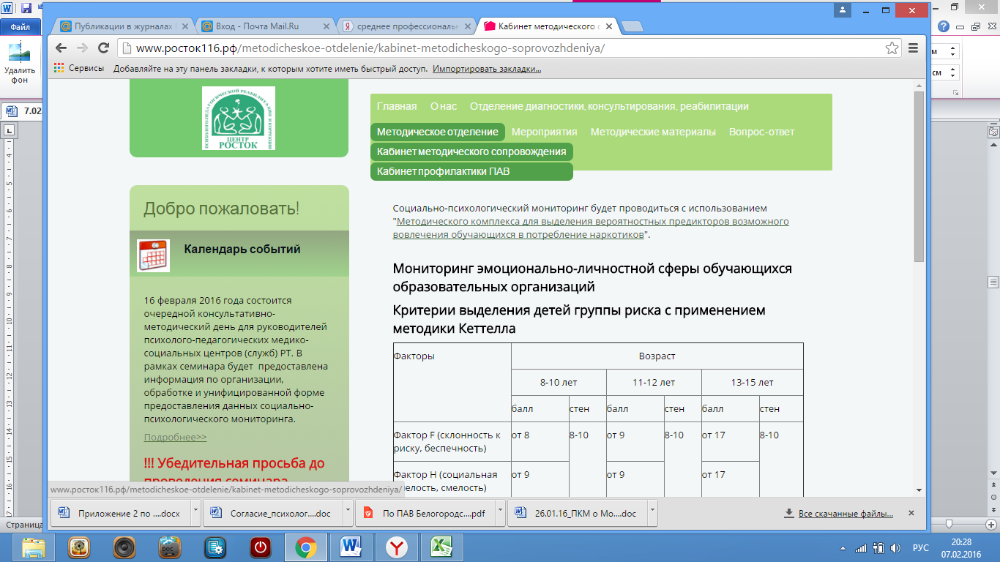 Файл
Удалить
фон
Публикации в журналах
Вход - Почта Mail.Ru
среднее профессиональн
Кабинет методического с
www.росток116.рф/metodicheskoe-otdelenie/kabinet-metodicheskogo-soprovozhdeniya/
Сервисы
Добавляйте на эту панель закладки, к которым хотите иметь быстрый доступ. Импортировать закладки...
м
см
7.02
ПСИХОЛОГО-ПЕДАГОГИЧЕСКОЙ РЕАБИЛИТАЦИИ И КОРРЕКЦИИ
ЦЕНТР
РОСТОК
Главная О нас Отделение диагностики, консультирования, реабилитации
Методическое отделение Мероприятия Методические материалы Вопрос-ответ
Кабинет методического сопровождения
Кабинет профилактики ПАВ
Добро пожаловать!
Календарь событий
16 февраля 2016 года состоится
очередной консультативно-
методический день для руководителей
психолого-педагогических медико-
социальных центров (служб) РТ. В
рамках семинара будет предоставлена
информация по организации,
обработке и унифицированной форме
предоставления данных социально-
психологического мониторинга.
Подробнее>>
!!! Убедительная просьба до
проведения семинара
Социально-психологический мониторинг будет проводиться с использованием
"Методического комплекса для выделения вероятностных предикторов возможного
вовлечения обучающихся в потребление наркотиков".
Мониторинг эмоционально-личностной сферы обучающихся
образовательных организаций
Критерии выделения детей группы риска с применением
методики Кеттелла
Факторы Возраст
8-10 лет 11-12 лет 13-15 лет
балл стен балл стен балл стен
Фактор F (склонность к от 8 8-10 от 9 8-10 от 17 8-10
риску, беспечность)
Фактор H (социальная от 9 от 9 от 17
смелость, смелость)
www.росток116.рф/metodicheskoe-otdelenie/kabinet-metodicheskogo-soprovozhdeniya/
Приложение 2 по ....docx
Согласие_психолог....doc
По ПАВ Белогородс....pdf
26.01.16_ПКМ о Мо....doc
Все скачанные файлы...
Страница
DOC
РУС
20:28
07.02.2016